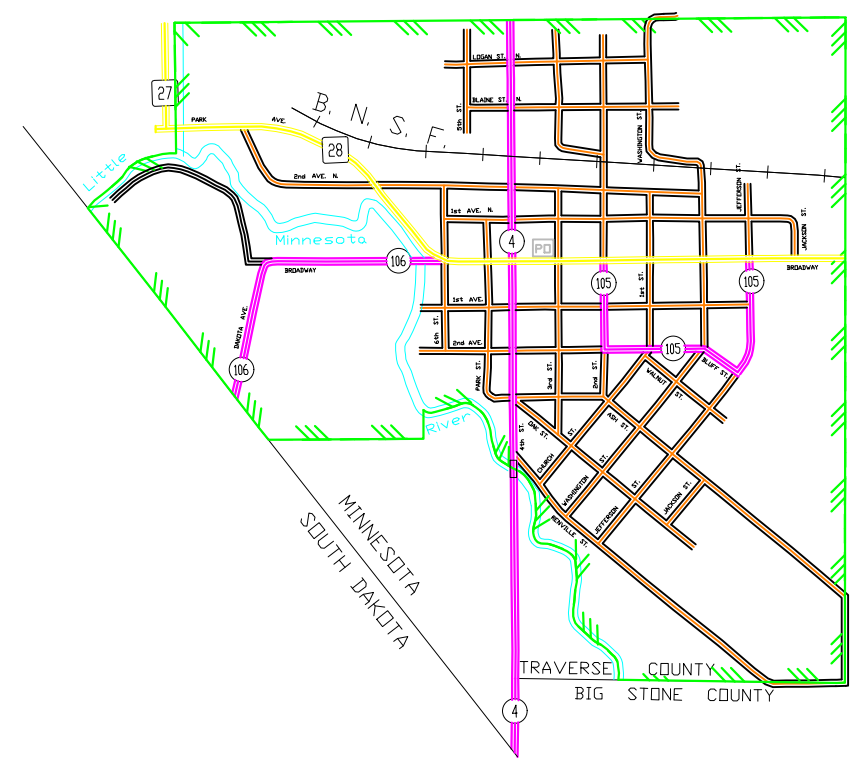 LOGAN ST. N.
27
BLAINE ST. N.
5th ST.
PARK AVE.
B. N. S. F.
28
WASHINGTON ST.
Little
2nd AVE. N.
JEFFERSON ST.
1st AVE. N.
JACKSON ST.
Minnesota
4
PO
106
BROADWAY
BROADWAY
105
1st ST.
105
1st AVE.
DAKOTA AVE.
6th ST.
2nd AVE.
105
106
PARK ST.
3rd ST.
2nd ST.
WALNUT ST.
BLUFF ST.
River
4th ST.
OAK ST.
ASH ST.
CHURCH ST.
WASHINGTON ST.
JEFFERSON ST.
JACKSON ST.
RENVILLE ST.
MINNESOTA
SOUTH DAKOTA
TRAVERSE COUNTY
BIG STONE COUNTY
4